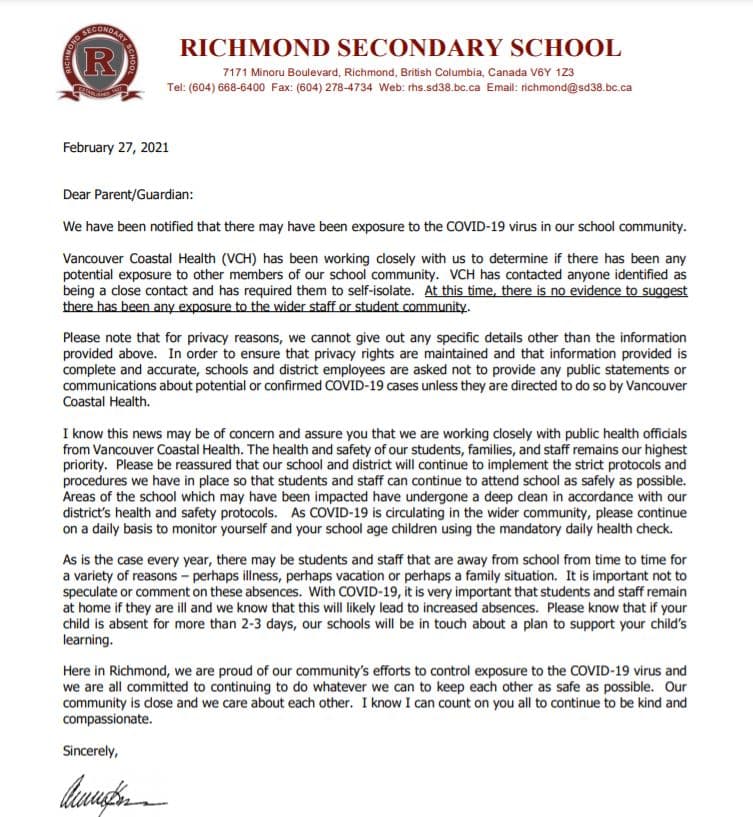 RICHMOND SECONDARY SCHOOL
R
RICHMOND SECONDARY SCHOOL
7171 Minoru Boulevard, Richmond, British Columbia, Canada V6Y 1Z3
Tel: (604) 668-6400 Fax: (604) 278-4734 Web: rhs.sd38.bc.ca Email: richmond@sd38.bc.ca
February 27, 2021
Dear Parent/Guardian:
We have been notified that there may have been exposure to the COVID-19 virus in our school community.
Vancouver Coastal Health (VCH) has been working closely with us to determine if there has been any
potential exposure to other members of our school community. VCH has contacted anyone identified as
being a close contact and has required them to self-isolate. At this time, there is no evidence to suggest
there has been any exposure to the wider staff or student community.
Please note that for privacy reasons, we cannot give out any specific details other than the information
provided above. In order to ensure that privacy rights are maintained and that information provided is
complete and accurate, schools and district employees are asked not to provide any public statements or
communications about potential or confirmed COVID-19 cases unless they are directed to do so by Vancouver
Coastal Health.
I know this news may be of concern and assure you that we are working closely with public health officials
from Vancouver Coastal Health. The health and safety of our students, families, and staff remains our highest
priority. Please be reassured that our school and district will continue to implement the strict protocols and
procedures we have in place so that students and staff can continue to attend school as safely as possible.
Areas of the school which may have been impacted have undergone a deep clean in accordance with our
district's health and safety protocols. As COVID-19 is circulating in the wider community, please continue
on a daily basis to monitor yourself and your school age children using the mandatory daily health check.
As is the case every year, there may be students and staff that are away from school from time to time for
a variety of reasons – perhaps illness, perhaps vacation or perhaps a family situation. It is important not to
speculate or comment on these absences. With COVID-19, it is very important that students and staff remain
at home if they are ill and we know that this will likely lead to increased absences. Please know that if your
child is absent for more than 2-3 days, our schools will be in touch about a plan to support your child's
learning.
Here in Richmond, we are proud of our community's efforts to control exposure to the COVID-19 virus and
we are all committed to continuing to do whatever we can to keep each other as safe as possible. Our
community is close and we care about each other. I know I can count on you all to continue to be kind and
compassionate.
Sincerely,